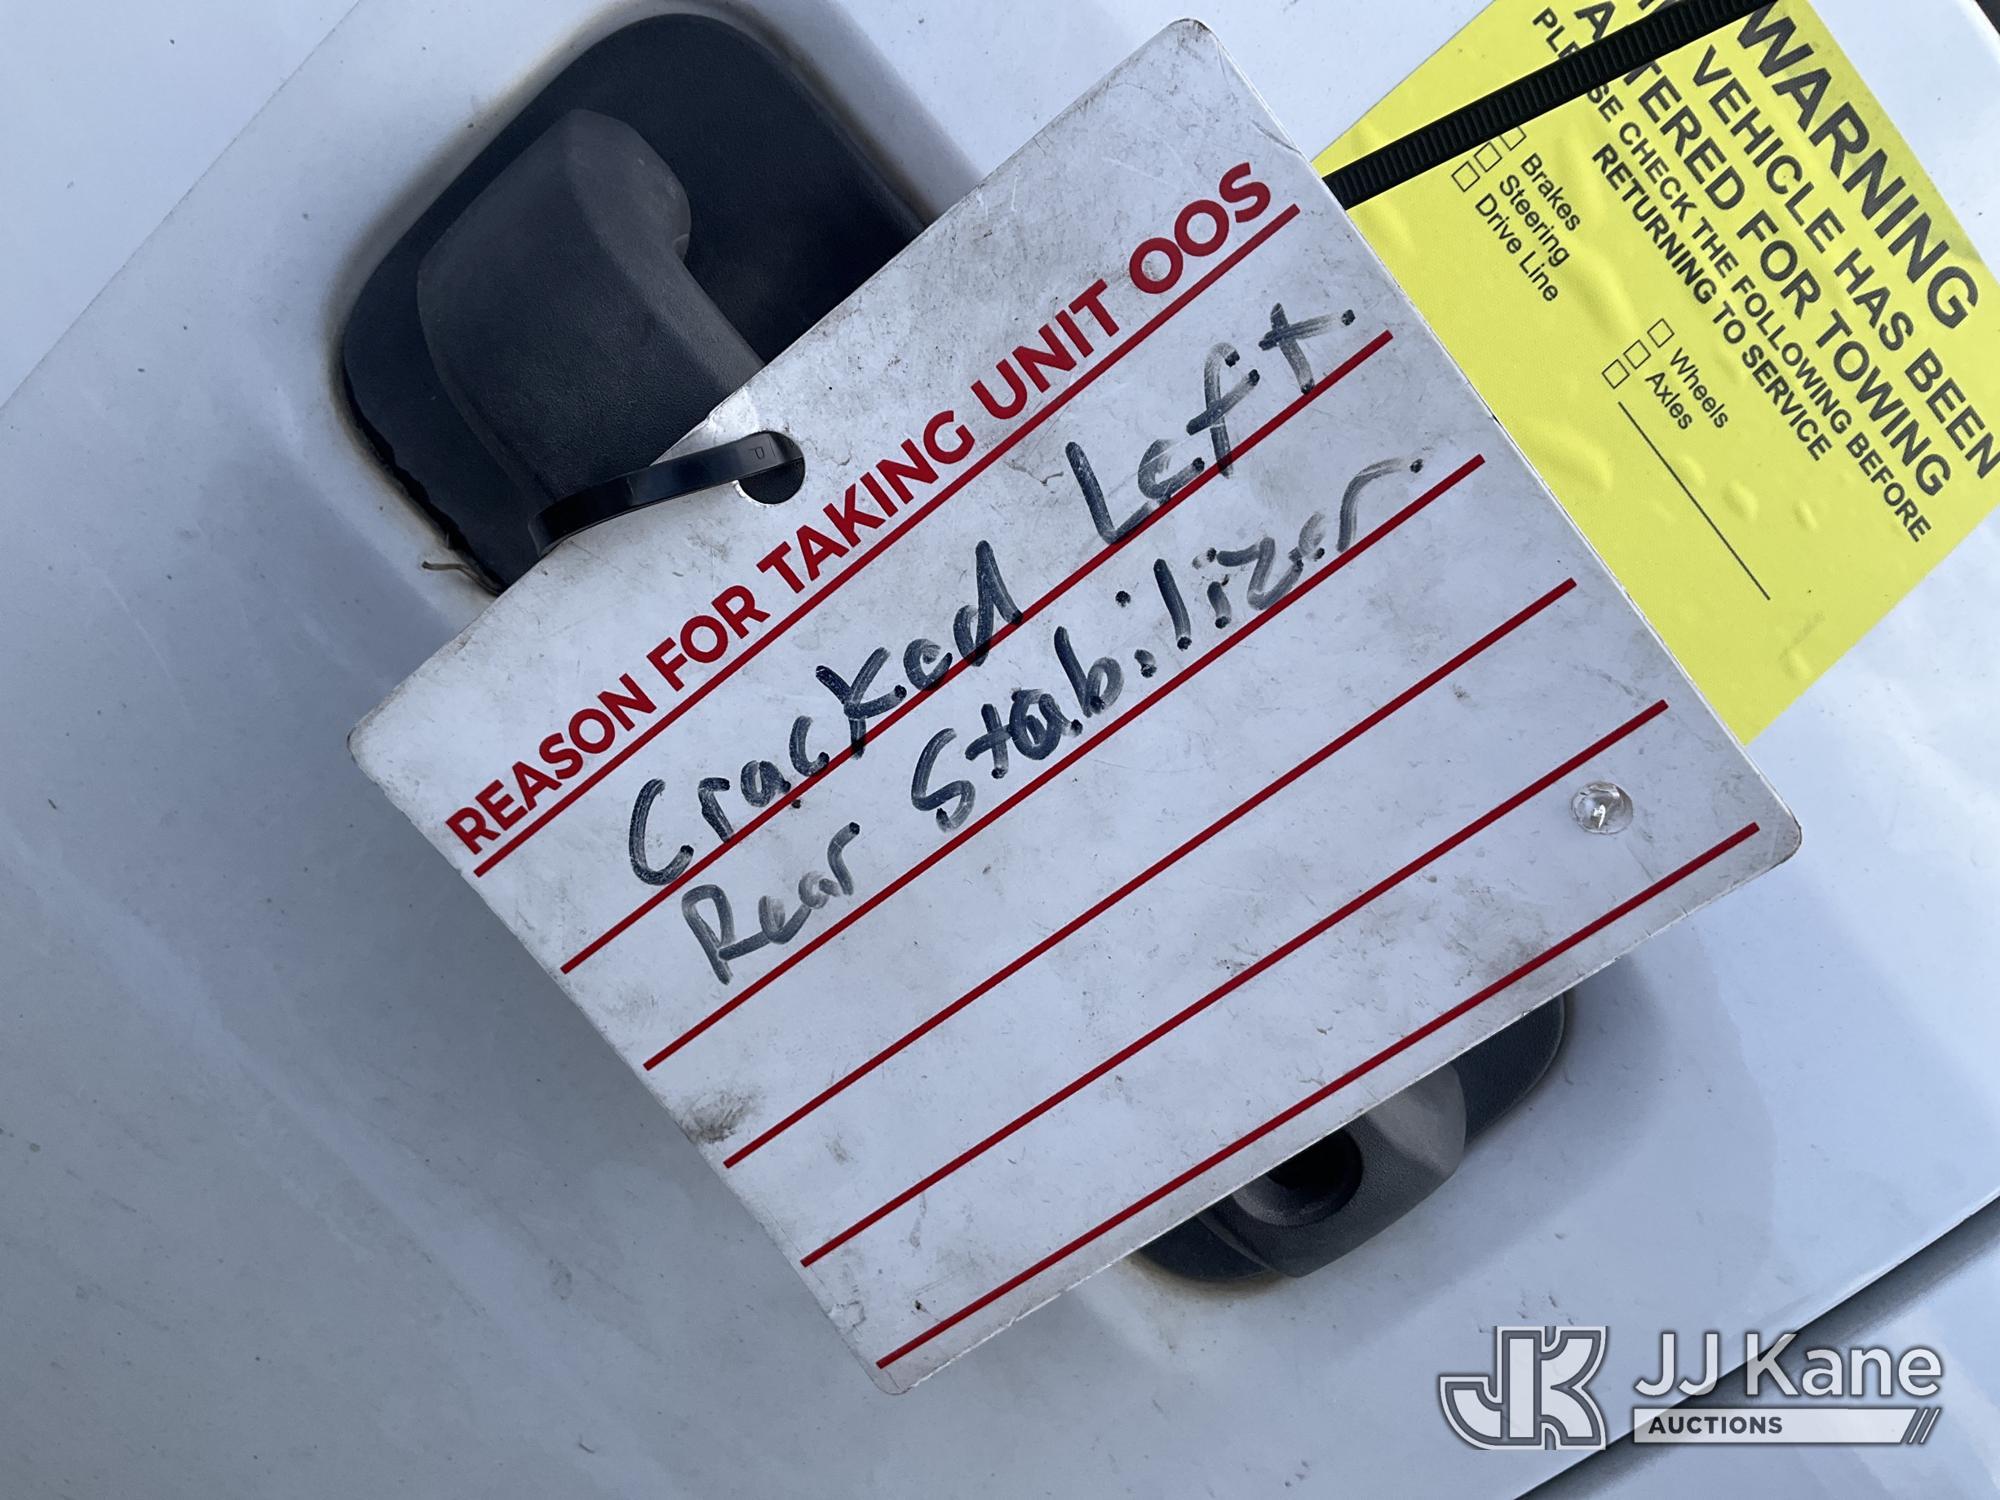 REASON FOR TAKING UNIT OOS
Cracked Left.
Rear Stabilizer.
WARNING
VEHICLE HAS BEEN
ALTERED FOR TOWING
PLEASE CHECK THE FOLLOWING BEFORE
RETURNING TO SERVICE
Brakes
Steering
Drive Line
Wheels
Axles
JJ Kane
AUCTIONS